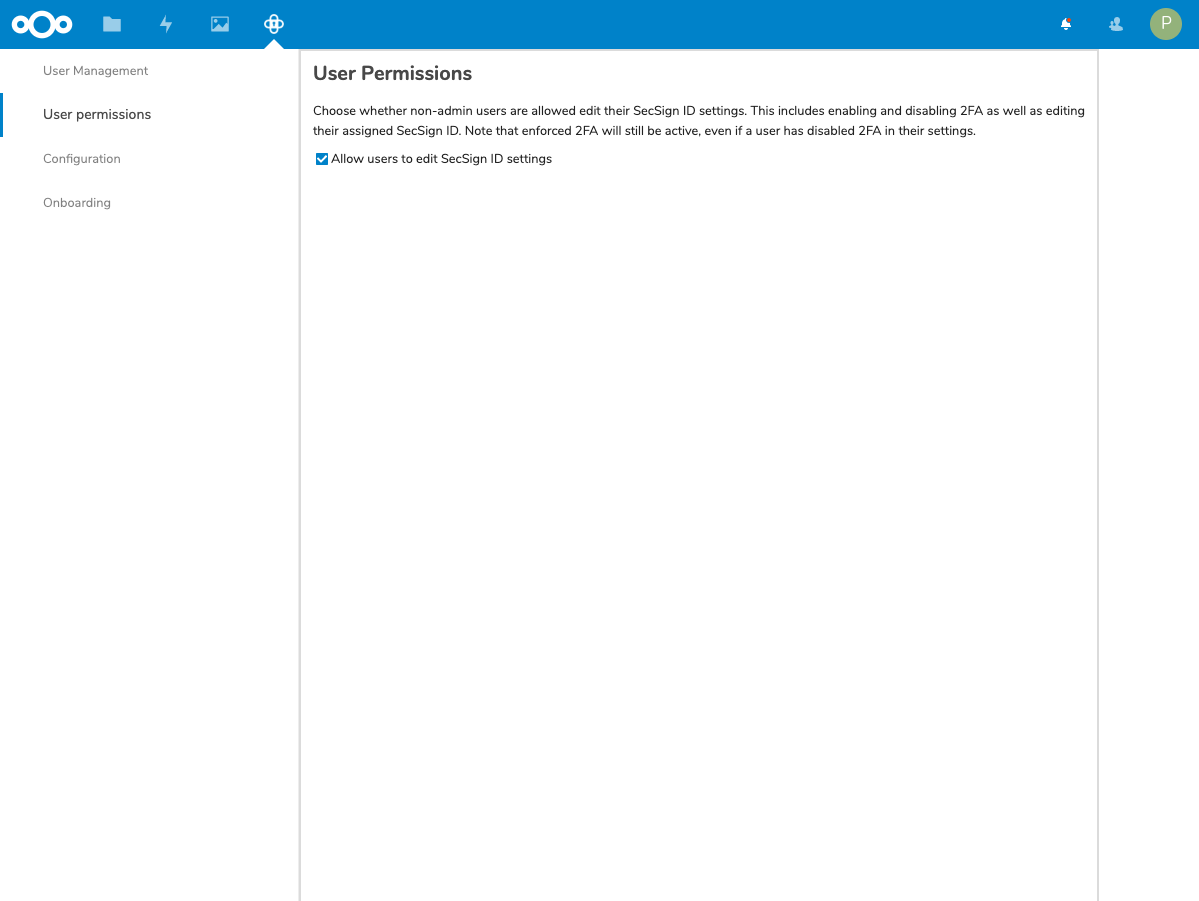 P
User Management
User permissions
Configuration
Onboarding
User Permissions
Choose whether non-admin users are allowed edit their SecSign ID settings. This includes enabling and disabling 2FA as well as editing
their assigned SecSign ID. Note that enforced 2FA will still be active, even if a user has disabled 2FA in their settings.
Allow users to edit SecSign ID settings